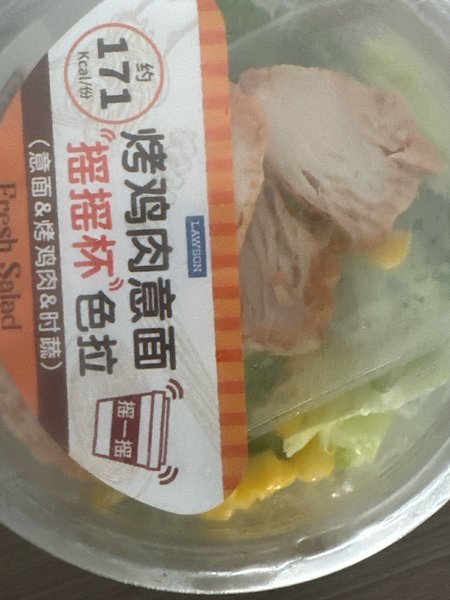 约
171
Kcal/份
LAWSON
烤鸡肉意面
“摇摇杯”色拉
(意面&烤鸡肉&时蔬)
Fresh Salad
摇一摇